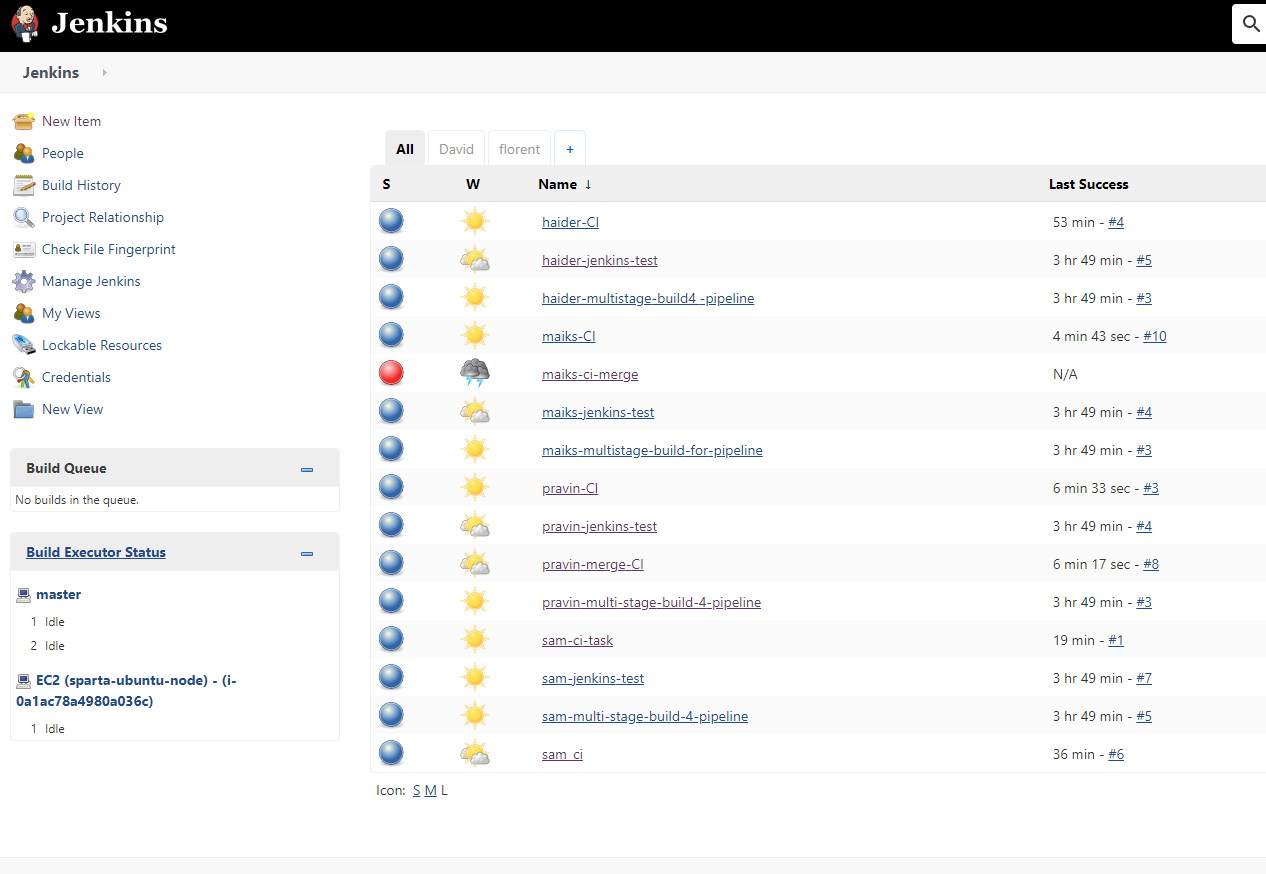 Jenkins
Jenkins
New Item
People
Build History
Project Relationship
Check File Fingerprint
Manage Jenkins
My Views
Lockable Resources
Credentials
New View
Build Queue
No builds in the queue.
Build Executor Status
master
1 Idle
2 Idle
EC2 (sparta-ubuntu-node) - (i-
0a1ac78a4980a036c)
1 Idle
All David florent +
S W Name ↓ Last Success
haider-CI 53 min - #4
haider-jenkins-test 3 hr 49 min - #5
haider-multistage-build4 -pipeline 3 hr 49 min - #3
maiks-CI 4 min 43 sec - #10
maiks-ci-merge N/A
maiks-jenkins-test 3 hr 49 min - #4
maiks-multistage-build-for-pipeline 3 hr 49 min - #3
pravin-CI 6 min 33 sec - #3
pravin-jenkins-test 3 hr 49 min - #4
pravin-merge-CI 6 min 17 sec - #8
pravin-multi-stage-build-4-pipeline 3 hr 49 min - #3
sam-ci-task 19 min - #1
sam-jenkins-test 3 hr 49 min - #7
sam-multi-stage-build-4-pipeline 3 hr 49 min - #5
sam_ci 36 min - #6
Icon: S M L